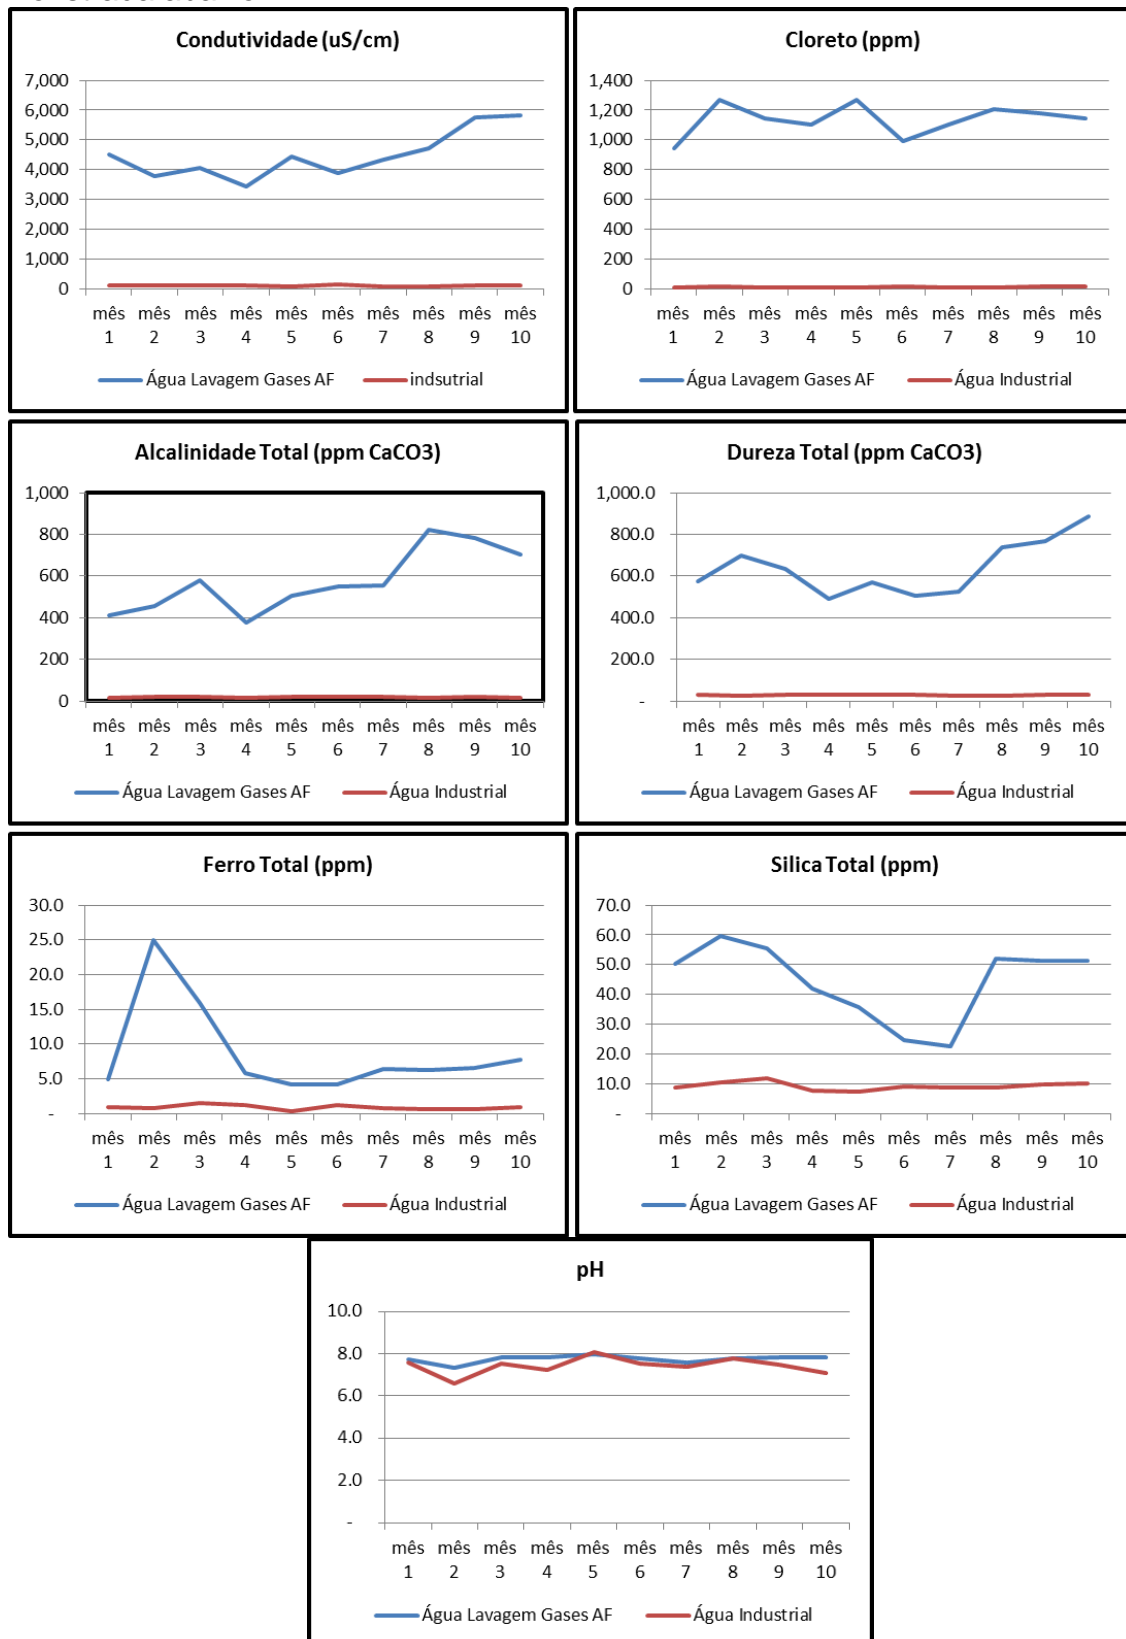 Condutividade (uS/cm)
7,000
6,000
5,000
4,000
3,000
2,000
1,000
0
mês mês mês mês mês mês mês mês mês mês
1 2 3 4 5 6 7 8 9 10
Água Lavagem Gases AF indsutrial
Cloreto (ppm)
1,400
1,200
1,000
800
600
400
200
0
mês mês mês mês mês mês mês mês mês mês
1 2 3 4 5 6 7 8 9 10
Água Lavagem Gases AF Água Industrial
Alcalinidade Total (ppm CaCO3)
1,000
800
600
400
200
0
mês mês mês mês mês mês mês mês mês mês
1 2 3 4 5 6 7 8 9 10
Água Lavagem Gases AF Água Industrial
Dureza Total (ppm CaCO3)
1,000.0
800.0
600.0
400.0
200.0
-
mês mês mês mês mês mês mês mês mês mês
1 2 3 4 5 6 7 8 9 10
Água Lavagem Gases AF Água Industrial
Ferro Total (ppm)
30.0
25.0
20.0
15.0
10.0
5.0
-
mês mês mês mês mês mês mês mês mês mês
1 2 3 4 5 6 7 8 9 10
Água Lavagem Gases AF Água Industrial
Silica Total (ppm)
70.0
60.0
50.0
40.0
30.0
20.0
10.0
-
mês mês mês mês mês mês mês mês mês mês
1 2 3 4 5 6 7 8 9 10
Água Lavagem Gases AF Água Industrial
pH
10.0
8.0
6.0
4.0
2.0
-
mês mês mês mês mês mês mês mês mês mês
1 2 3 4 5 6 7 8 9 10
Água Lavagem Gases AF Água Industrial